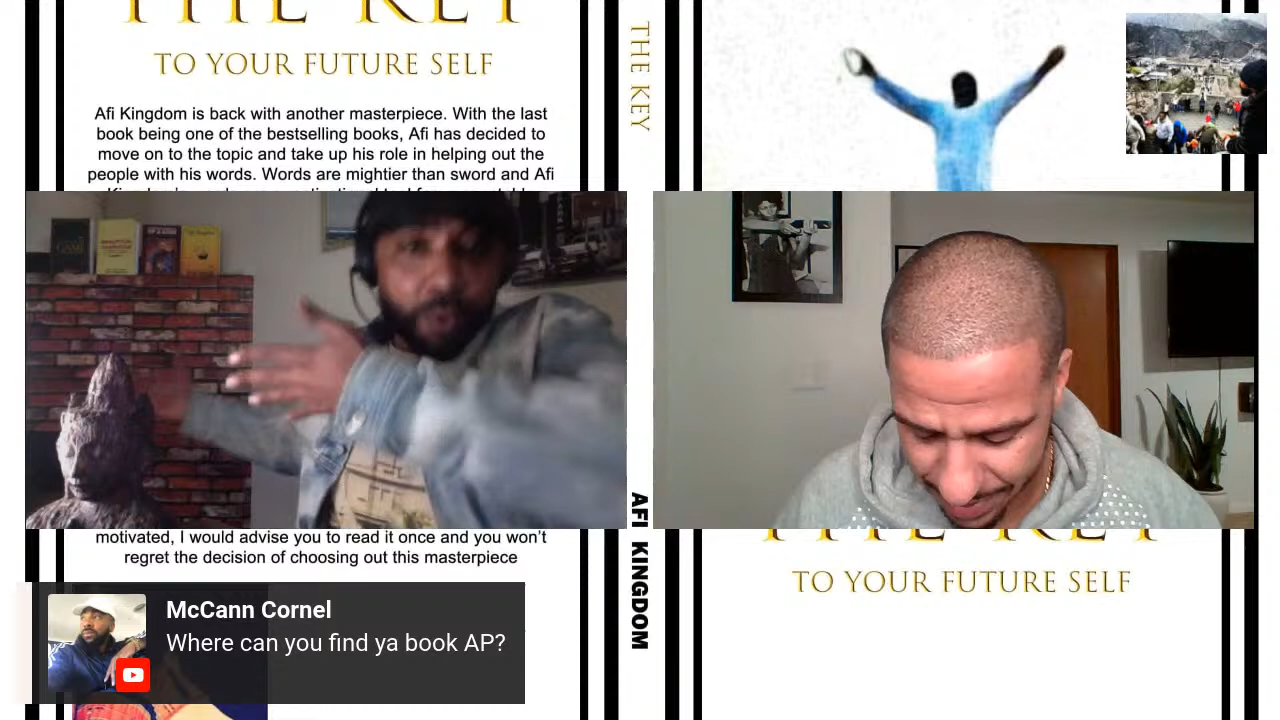 THE KEY
TO YOUR FUTURE SELF
Afi Kingdom is back with another masterpiece. With the last
book being one of the bestselling books, Afi has decided to
move on to the topic and take up his role in helping out the
people with his words. Words are mightier than sword and Afi
motivated, I would advise you to read it once and you won't
regret the decision of choosing out this masterpiece
McCann Cornel
Where can you find ya book AP?
THE KEY
AFI KINGDOM
THE KEY
TO YOUR FUTURE SELF